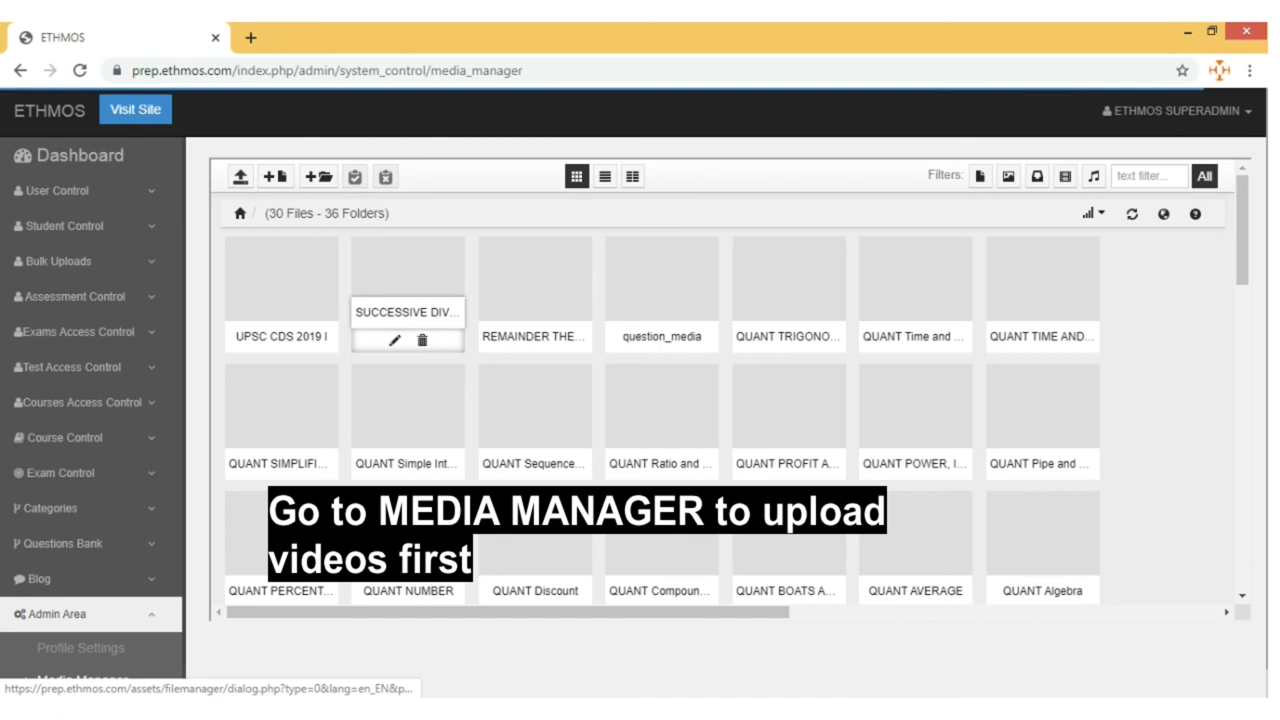 ETHMOS
prep.ethmos.com/index.php/admin/system_control/media_manager
ETHMOS Visit Site ETHMOS SUPERADMIN
Dashboard
User Control
Student Control
Bulk Uploads
Assessment Control
Exams Access Control
Test Access Control
Courses Access Control
Course Control
Exam Control
Categories
Questions Bank
Blog
Admin Area
Profile Settings
Media Manager
Filters: text filter... All
(30 Files - 36 Folders)
UPSC CDS 2019 I
SUCCESSIVE DIV...
REMAINDER THE...
question_media
QUANT TRIGONO...
QUANT Time and ...
QUANT TIME AND...
QUANT SIMPLIFI...
QUANT Simple Int...
QUANT Sequence...
QUANT Ratio and ...
QUANT PROFIT A...
QUANT POWER, I...
QUANT Pipe and ...
Go to MEDIA MANAGER to upload
videos first
QUANT PERCENT...
QUANT NUMBER
QUANT Discount
QUANT Compoun...
QUANT BOATS A...
QUANT AVERAGE
QUANT Algebra
https://prep.ethmos.com/assets/filemanager/dialog.php?type=0&lang=en_EN&p...